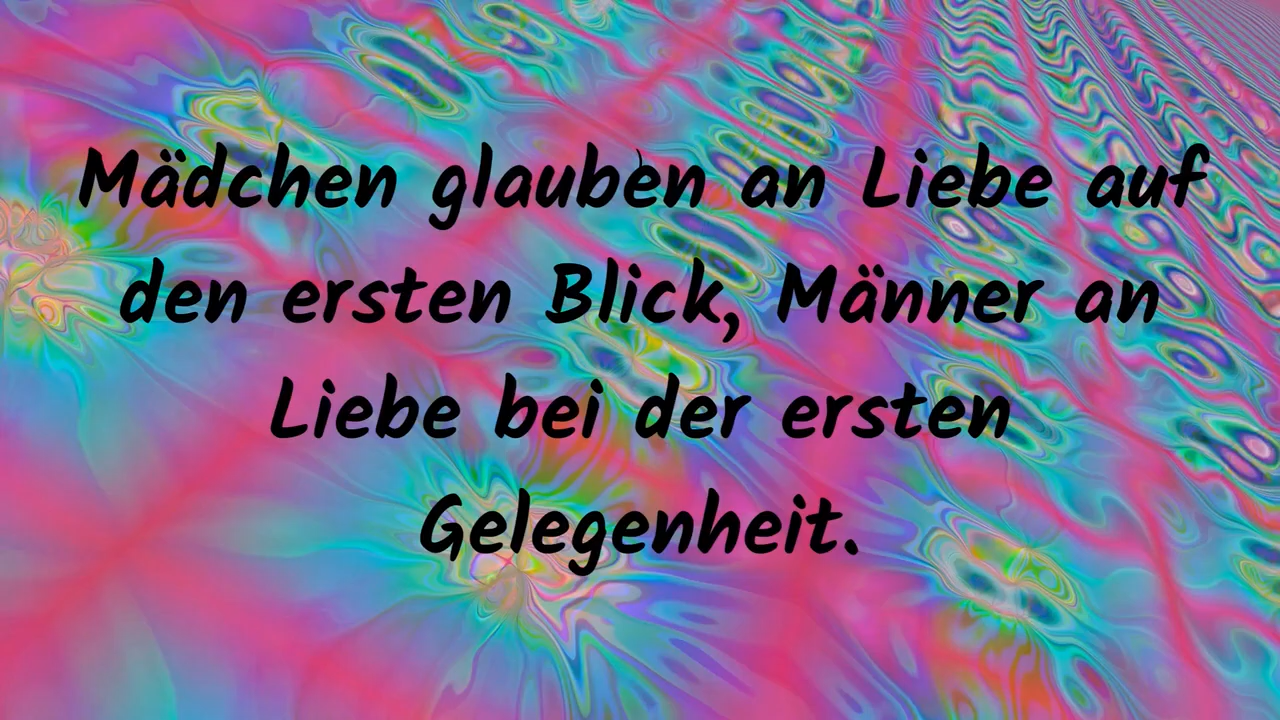 Mädchen glauben an Liebe auf
den ersten Blick, Männer an
Liebe bei der ersten
Gelegenheit.